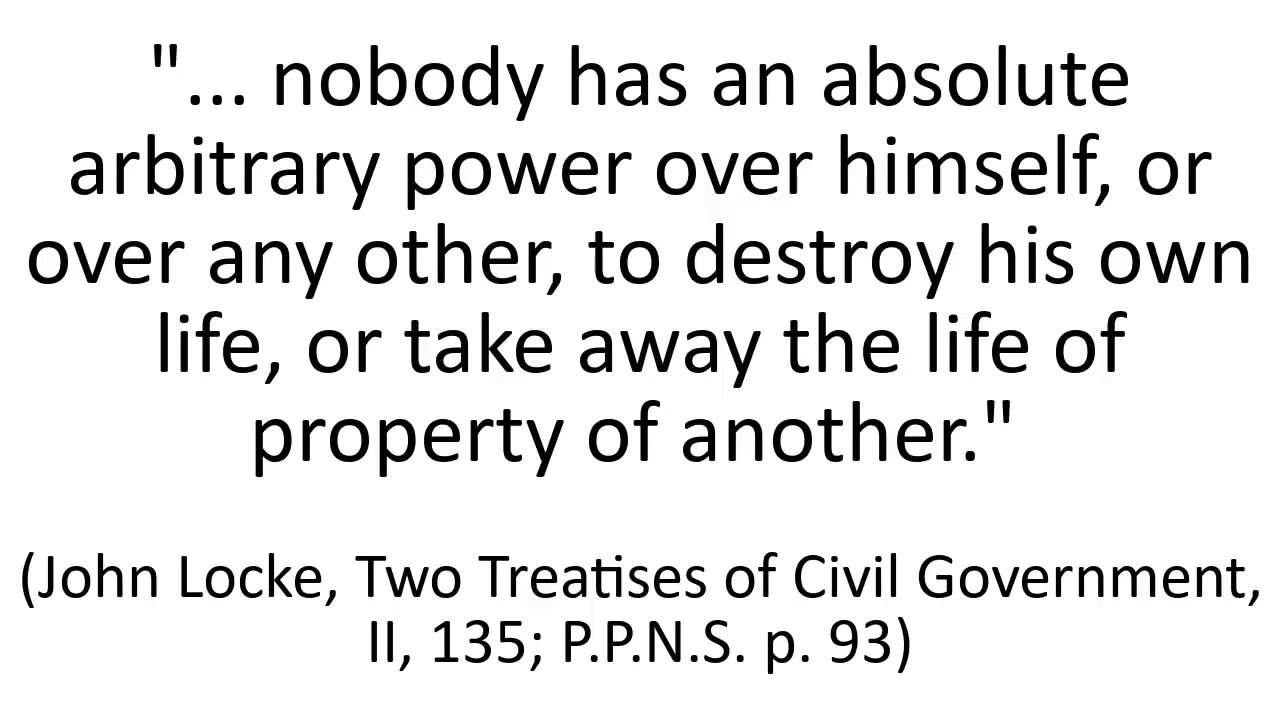 "... nobody has an absolute
arbitrary power over himself, or
over any other, to destroy his own
life, or take away the life of
property of another."
(John Locke, Two Treatises of Civil Government,
II, 135; P.P.N.S. p. 93)